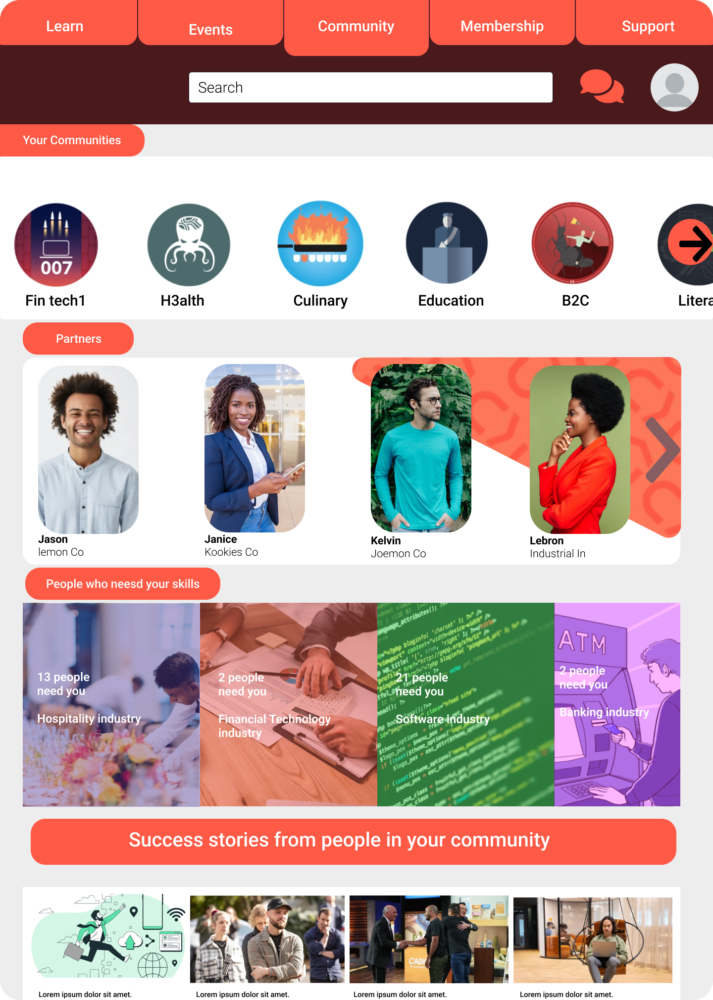 Learn
Events
Community
Membership
Support
Search
Your Communities
007
96
Fin tech1
H3alth
Culinary
Education
B2C
Litera
Partners
Jason
lemon Co
Janice
Kookies Co
Kelvin
Joemon Co
Lebron
Industrial In
People who neesd your skills
13 people
need you
Hospitality industry
2 people
need you
Financial Technology
industry
21 people
need you
Software industry
ATM
2 people
need you
Banking industry
Success stories from people in your community
CABI
Lorem ipsum dolor sit amet.
Lorem ipsum dolor sit amet.
Lorem ipsum dolor sit amet.
Lorem ipsum dolor sit amet.